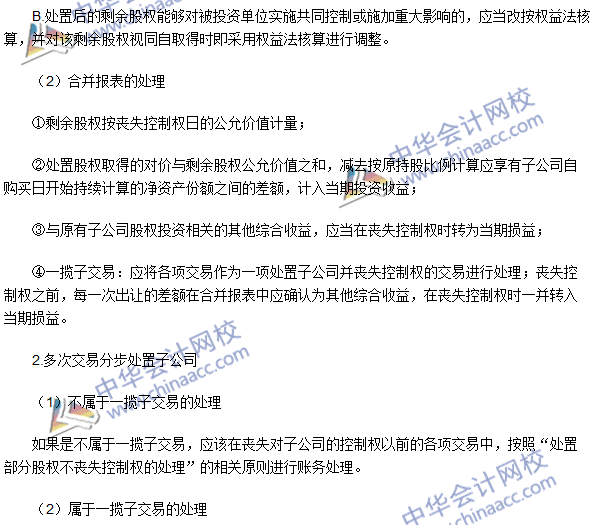 B.处置后的剩余股权能够对被投资单位实施共同控制或施加重大影响的，应当改按权益法核
算，并对该剩余股权视同自取得时即采用权益法核算进行调整。
（2）合并报表的处理
①剩余股权按丧失控制权日的公允价值计量；
②处置股权取得的对价与剩余股权公允价值之和，减去按原持股比例计算应享有子公司自
购买日开始持续计算的净资产份额之间的差额，计入当期投资收益；
③与原有子公司股权投资相关的其他综合收益，应当在丧失控制权时转为当期损益；
④一揽子交易：应将各项交易作为一项处置子公司并丧失控制权的交易进行处理；丧失控
制权之前，每一次出让的差额在合并报表中应确认为其他综合收益，在丧失控制权时一并转入
当期损益。
2.多次交易分步处置子公司
（1）不属于一揽子交易的处理
如果是不属于一揽子交易，应该在丧失对子公司的控制权以前的各项交易中，按照“处置
部分股权不丧失控制权的处理”的相关原则进行账务处理。
（2）属于一揽子交易的处理
中华会计网校
www.chinaacc.com
中华会计网校
www.chinaacc.com
中华会计网校
www.chinaacc.com
中华会计网校
www.chinaacc.com